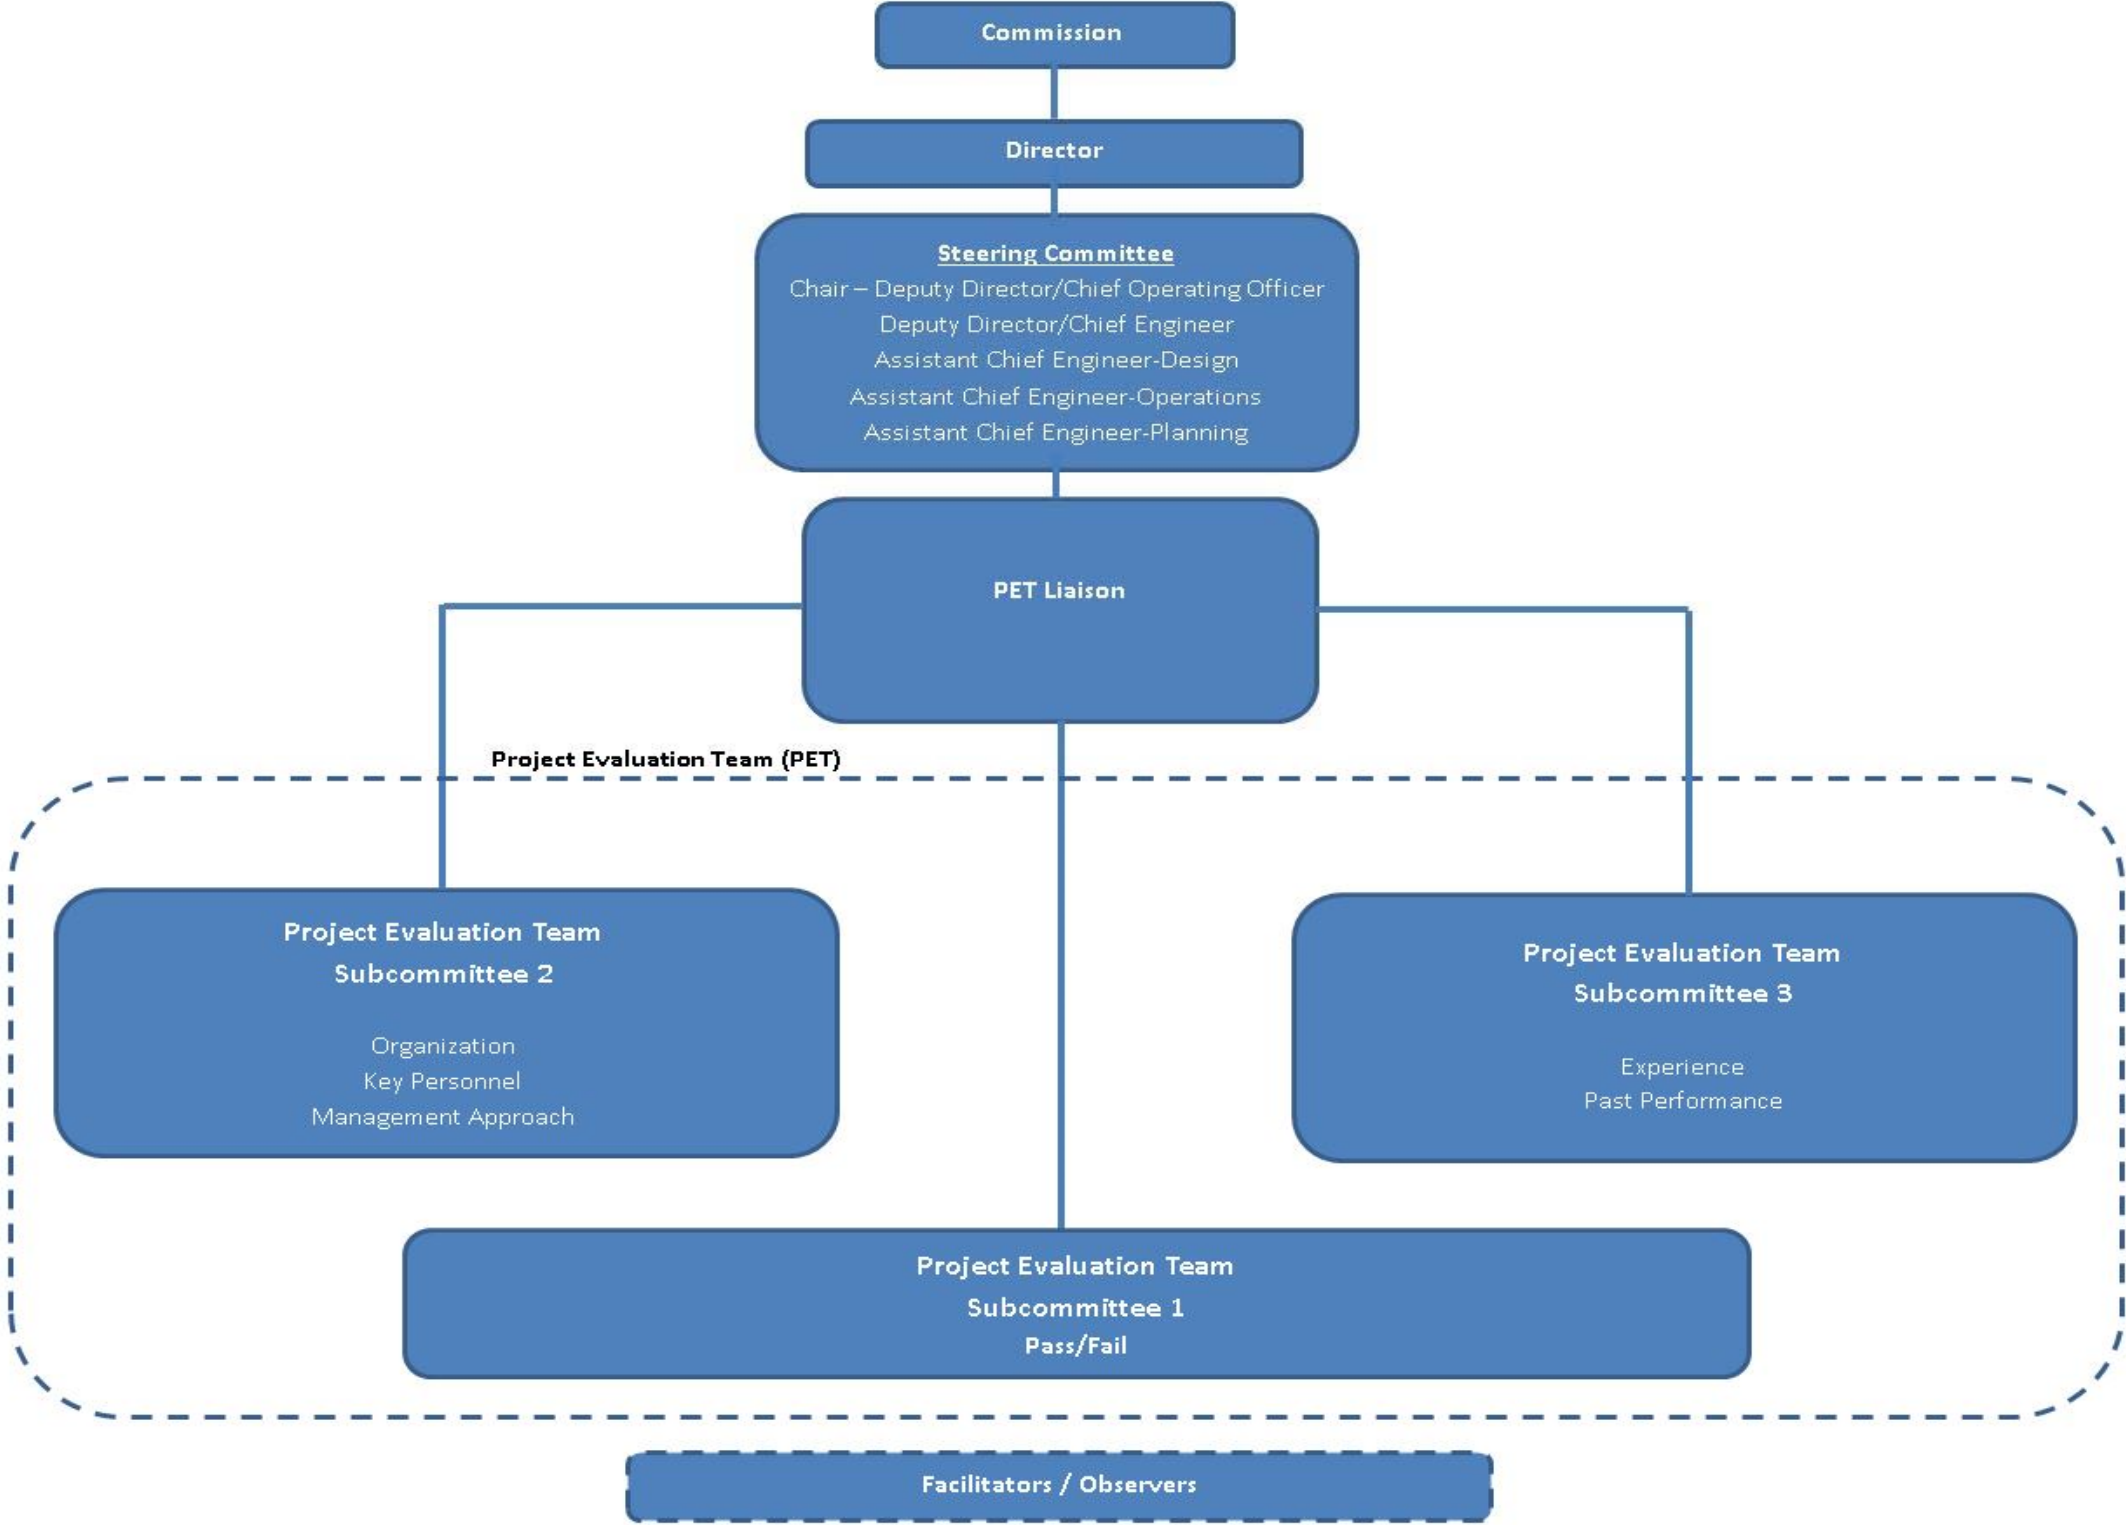 Commission
Director
Steering Committee
Chair – Deputy Director/Chief Operating Officer
Deputy Director/Chief Engineer
Assistant Chief Engineer-Design
Assistant Chief Engineer-Operations
Assistant Chief Engineer-Planning
PET Liaison
Project Evaluation Team (PET)
Project Evaluation Team
Subcommittee 2
Organization
Key Personnel
Management Approach
Project Evaluation Team
Subcommittee 3
Experience
Past Performance
Project Evaluation Team
Subcommittee 1
Pass/Fail
Facilitators / Observers